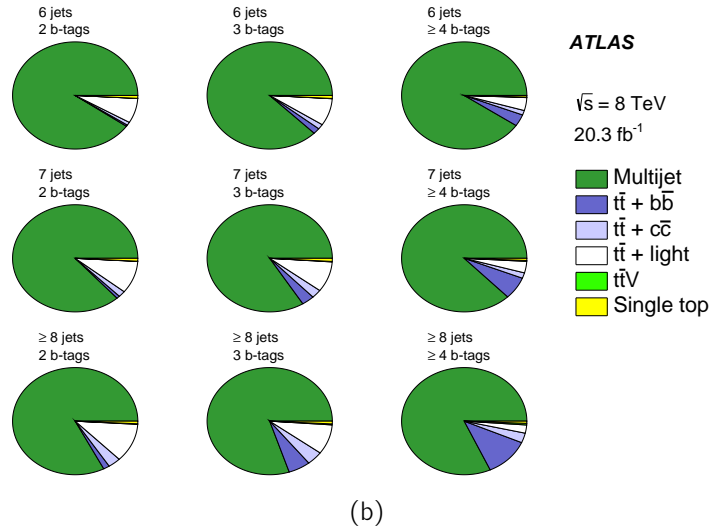 6 jets
2 b-tags
6 jets
3 b-tags
6 jets
≥ 4 b-tags
ATLAS
√s = 8 TeV
20.3 fb⁻¹
7 jets
2 b-tags
7 jets
3 b-tags
7 jets
≥ 4 b-tags
Multijet
tt̅ + bb̅
tt̅ + cc̅
tt̅ + light
tt̅V
Single top
≥ 8 jets
2 b-tags
≥ 8 jets
3 b-tags
≥ 8 jets
≥ 4 b-tags
(b)